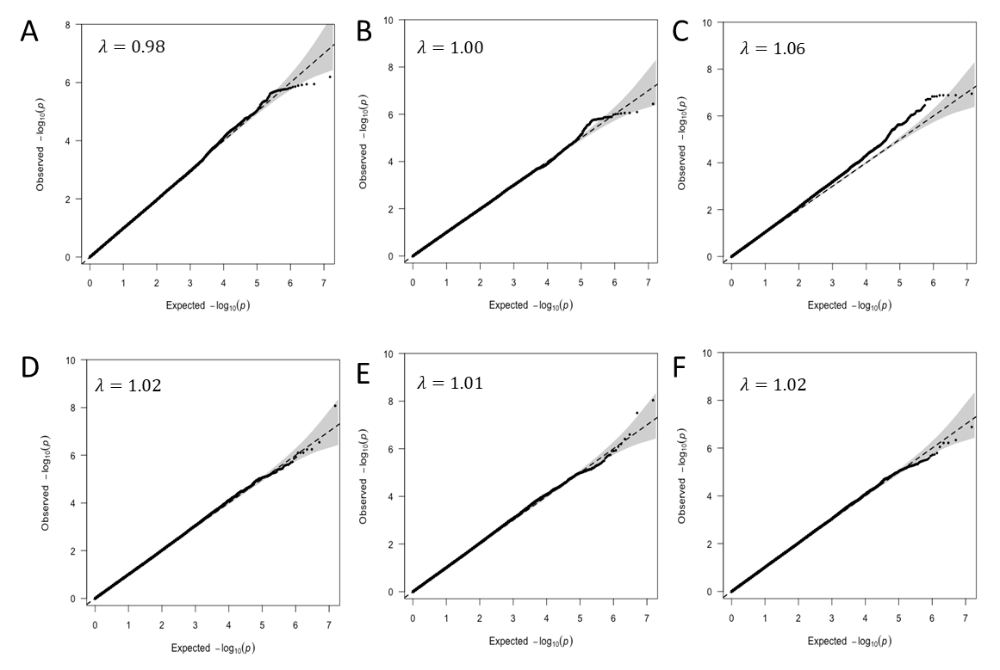 A
λ = 0.98
8
6
4
2
0
0 1 2 3 4 5 6 7
Observed −log10(p)
Expected −log10(p)
B
λ = 1.00
10
8
6
4
2
0
0 1 2 3 4 5 6 7
Observed −log10(p)
Expected −log10(p)
C
λ = 1.06
10
8
6
4
2
0
0 1 2 3 4 5 6 7
Observed −log10(p)
Expected −log10(p)
D
λ = 1.02
10
8
6
4
2
0
0 1 2 3 4 5 6 7
Observed −log10(p)
Expected −log10(p)
E
λ = 1.01
10
8
6
4
2
0
0 1 2 3 4 5 6 7
Observed −log10(p)
Expected −log10(p)
F
λ = 1.02
10
8
6
4
2
0
0 1 2 3 4 5 6 7
Observed −log10(p)
Expected −log10(p)